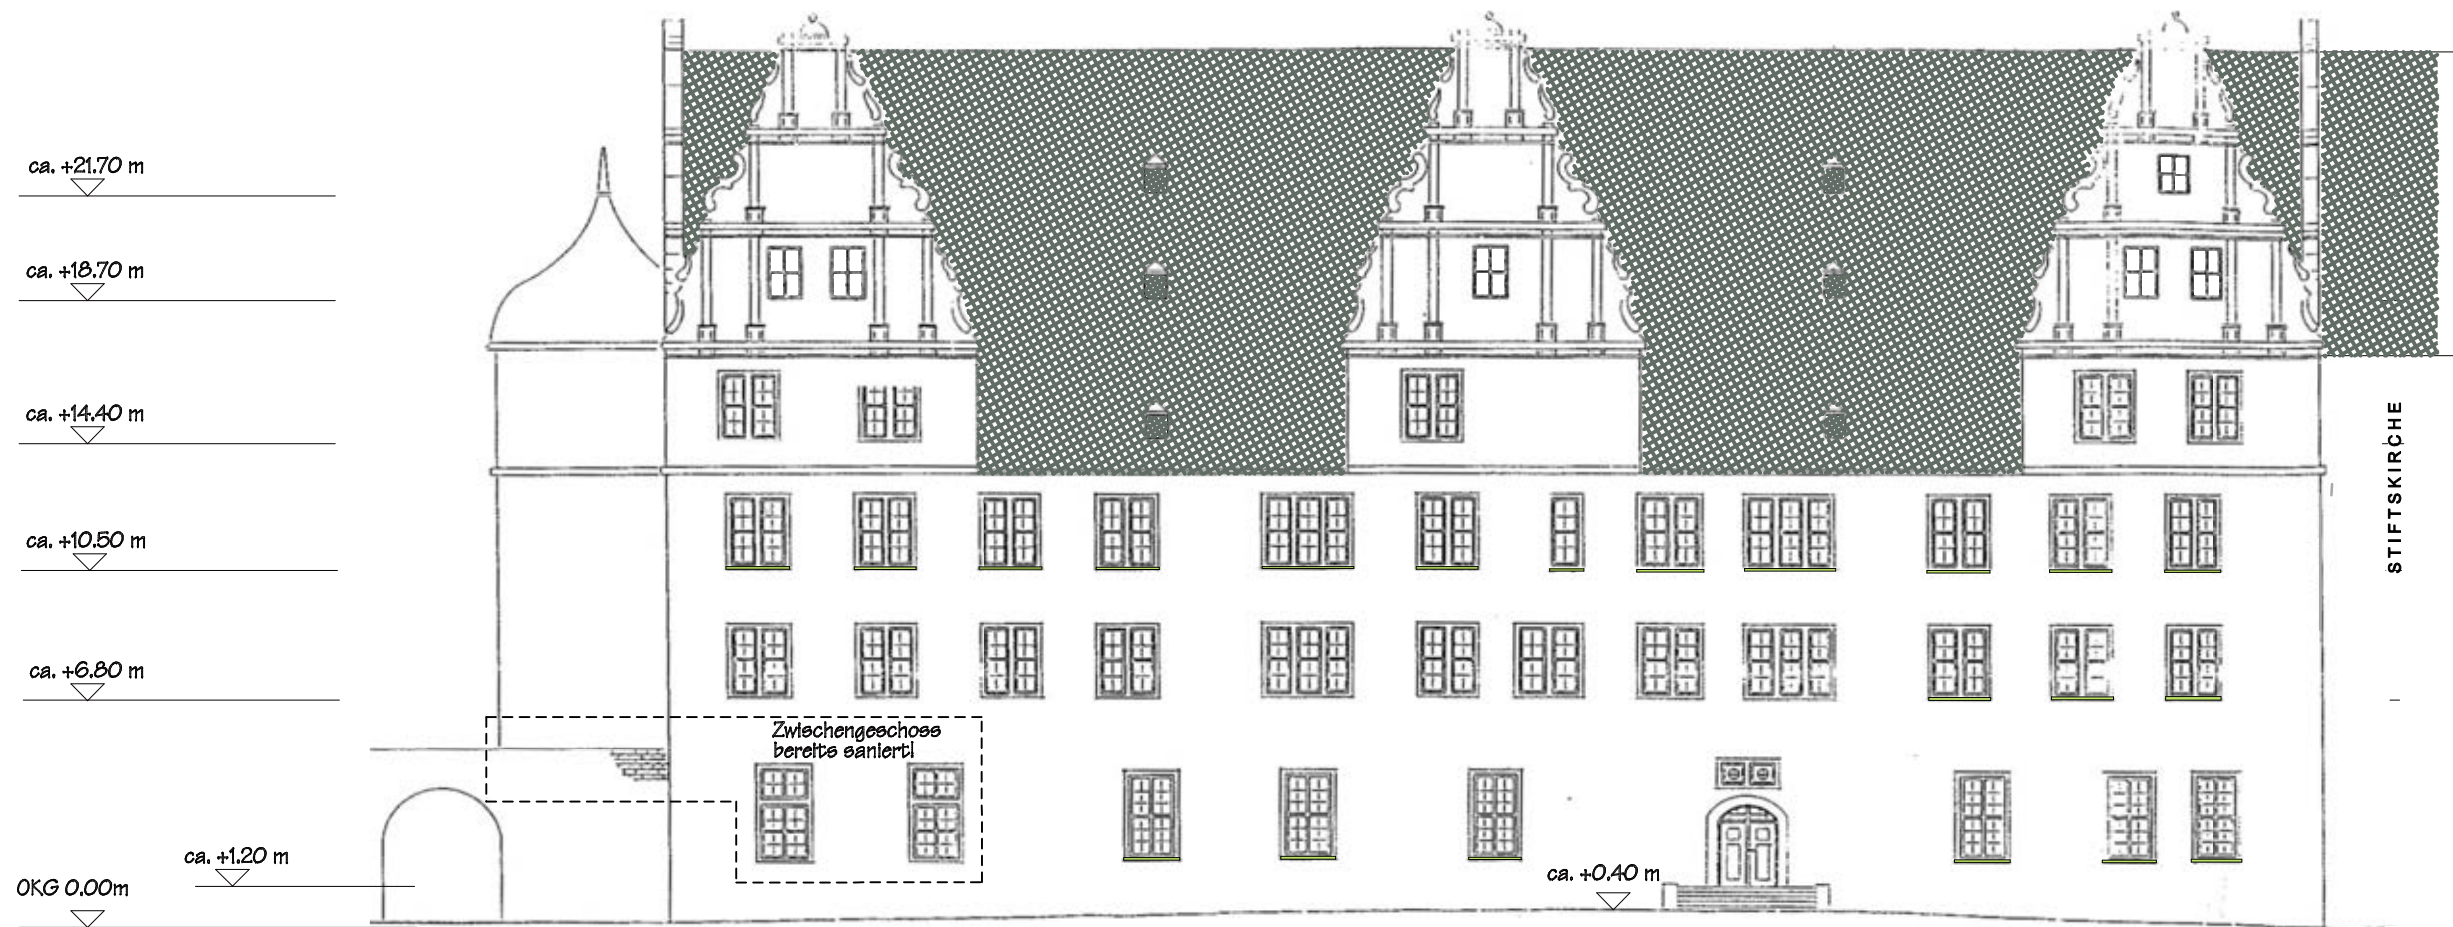 ca. +21.70 m
ca. +18.70 m
ca. +14.40 m
ca. +10.50 m
ca. +6.80 m
Zwischengeschoss
bereits saniert!
ca. +1.20 m
OKG 0.00m
ca. +0.40 m
STIFTSKIRCHE